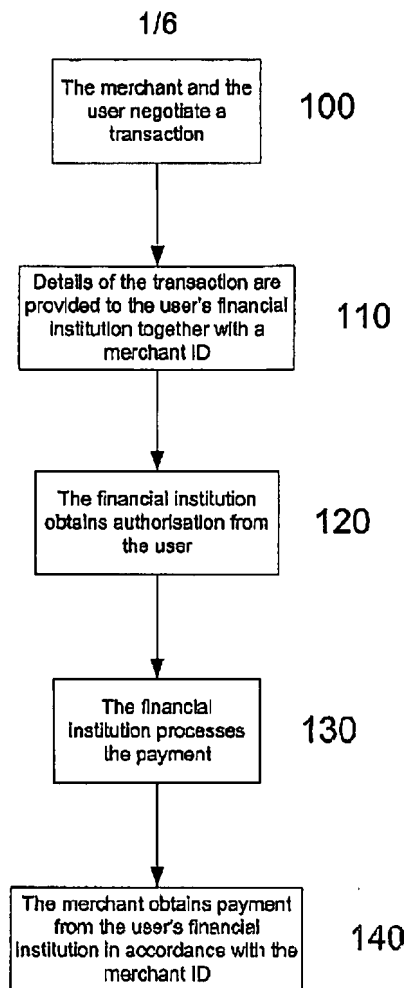 1/6
The merchant and the
user negotiate a
transaction
100
Details of the transaction are
provided to the user's financial
institution together with a
merchant ID
110
The financial institution
obtains authorisation from
the user
120
The financial
institution processes
the payment
130
The merchant obtains payment
from the user's financial
institution in accordance with the
merchant ID
140